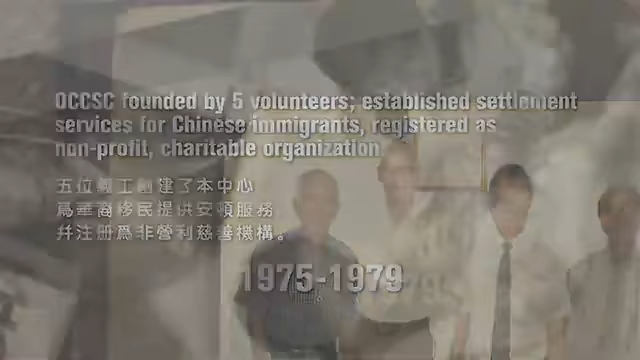 OCCSC founded by 5 volunteers; established settlement
services for Chinese immigrants, registered as
non-profit, charitable organization
五位義工創建了本中心
爲華裔移民提供安頓服務
幷注册爲非營利慈善機構。
1975-1979